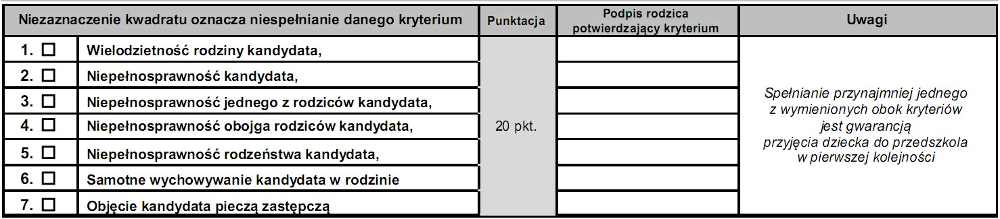 Niezaznaczenie kwadratu oznacza niespełnianie danego kryterium
Punktacja
Podpis rodzica
potwierdzający kryterium
Uwagi
1. ☐ Wielodzietność rodziny kandydata,
2. ☐ Niepełnosprawność kandydata,
3. ☐ Niepełnosprawność jednego z rodziców kandydata,
4. ☐ Niepełnosprawność obojga rodziców kandydata,
5. ☐ Niepełnosprawność rodzeństwa kandydata,
6. ☐ Samotne wychowywanie kandydata w rodzinie
7. ☐ Objęcie kandydata pieczą zastępczą
20 pkt.
Spełnianie przynajmniej jednego
z wymienionych obok kryteriów
jest gwarancją
przyjęcia dziecka do przedszkola
w pierwszej kolejności